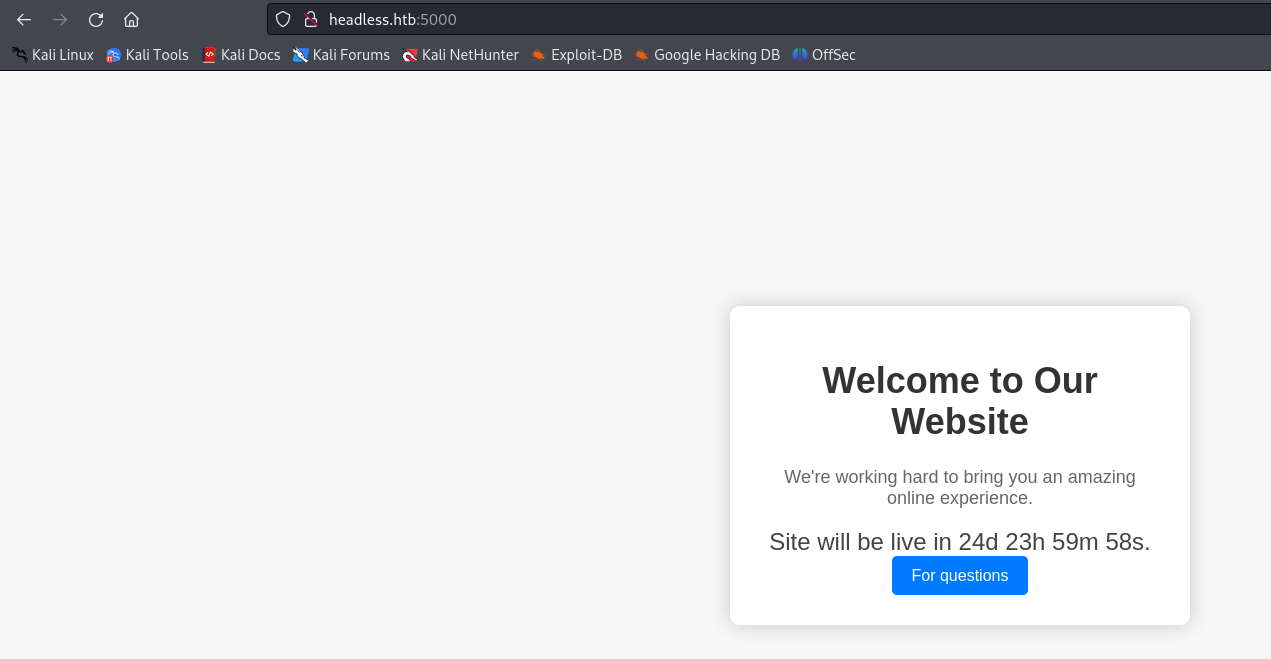 headless.htb:5000
Kali Linux Kali Tools Kali Docs Kali Forums Kali NetHunter Exploit-DB Google Hacking DB OffSec
Welcome to Our
Website
We're working hard to bring you an amazing
online experience.
Site will be live in 24d 23h 59m 58s.
For questions